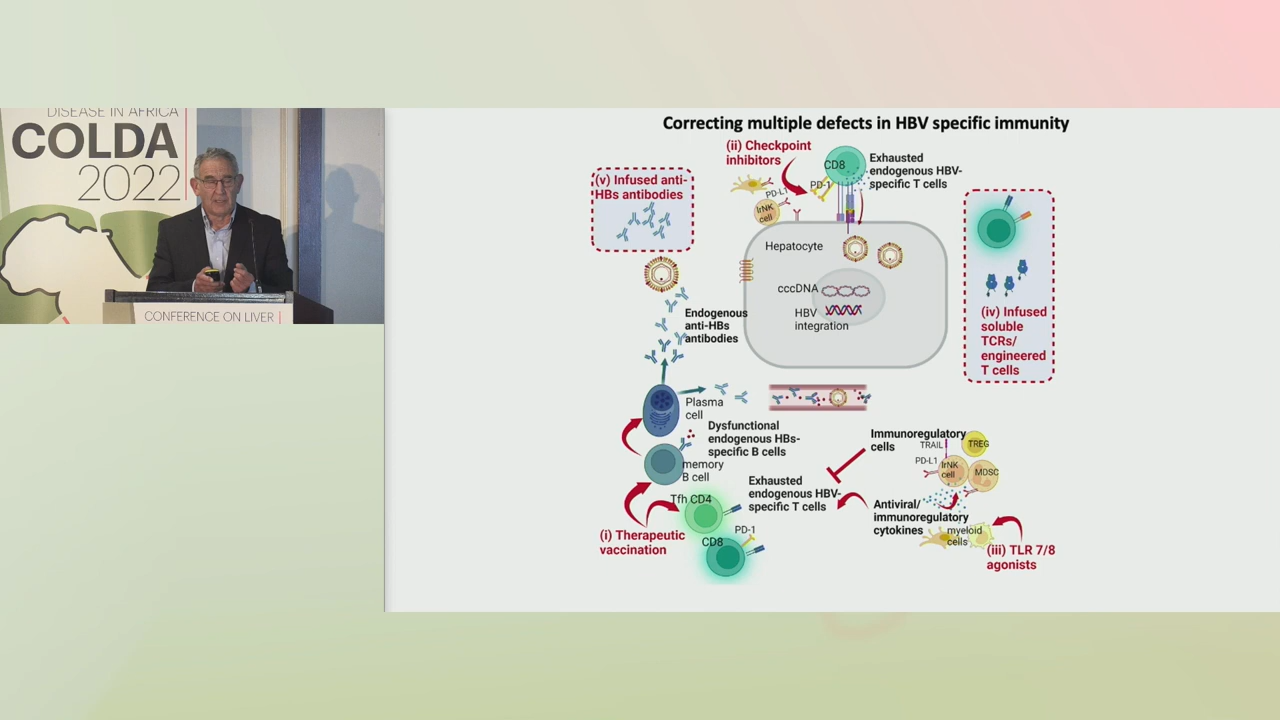 DISEASE IN AFRICA
COLDA
2022
CONFERENCE ON LIVER
Correcting multiple defects in HBV specific immunity
(ii) Checkpoint
inhibitors
CD8
Exhausted
endogenous HBV-
specific T cells
PD-1
PD-L1
IrNK
cell
(v) Infused anti-
HBs antibodies
Hepatocyte
cccDNA
HBV
integration
(iv) Infused
soluble
TCRs/
engineered
T cells
Endogenous
anti-HBs
antibodies
Plasma
cell
Dysfunctional
endogenous HBs-
specific B cells
memory
B cell
Exhausted
endogenous HBV-
specific T cells
Tfh CD4
PD-1
CD8
(i) Therapeutic
vaccination
Immunoregulatory
cells
TRAIL
TREG
PD-L1
IrNK
cell
MDSC
Antiviral/
immunoregulatory
cytokines
myeloid
cells
(iii) TLR 7/8
agonists